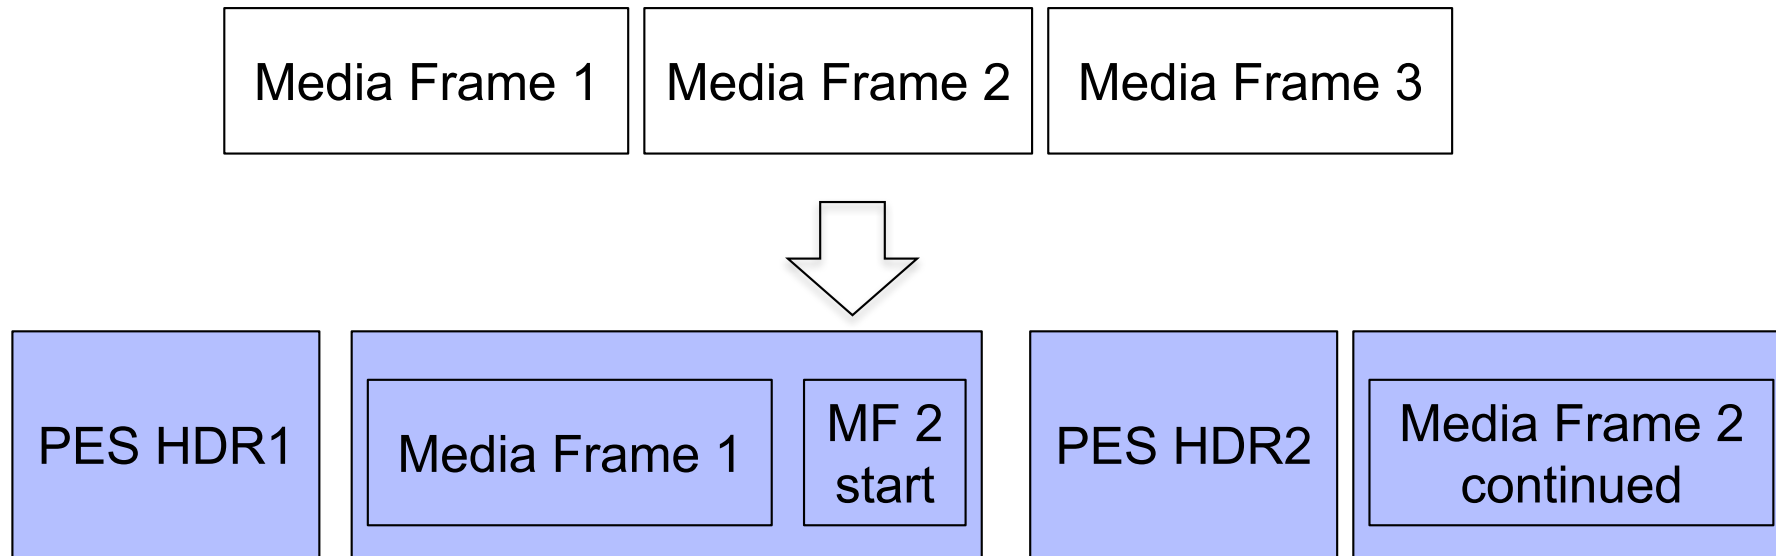 Media Frame 1
Media Frame 2
Media Frame 3
PES HDR1
Media Frame 1
MF 2
start
PES HDR2
Media Frame 2
continued